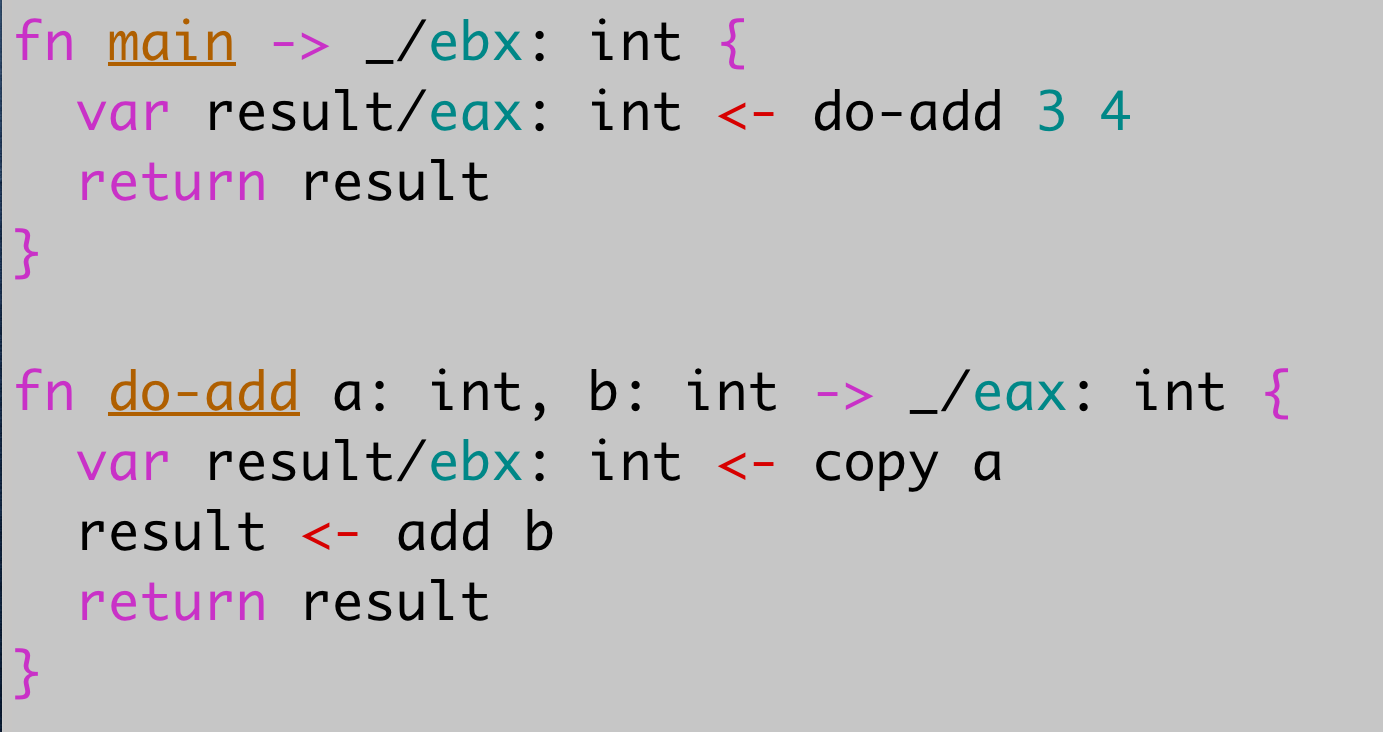 fn main -> _/ebx: int {
  var result/eax: int <- do-add 3 4
  return result
}

fn do-add a: int, b: int -> _/eax: int {
  var result/ebx: int <- copy a
  result <- add b
  return result
}